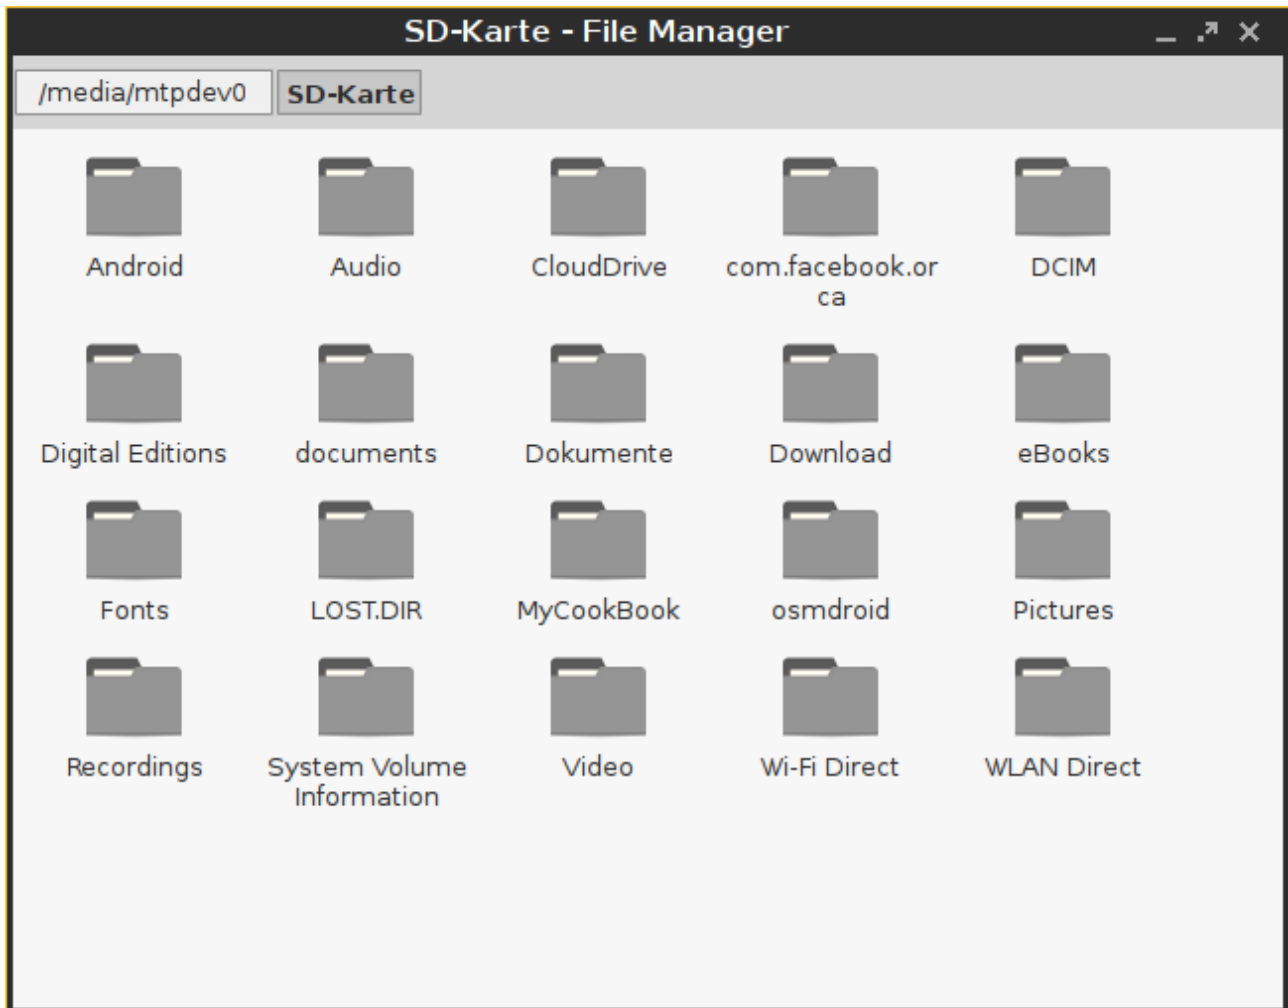 SD-Karte - File Manager
/media/mtpdev0 SD-Karte
Android Audio CloudDrive com.facebook.or
ca DCIM
Digital Editions documents Dokumente Download eBooks
Fonts LOST.DIR MyCookBook osmdroid Pictures
Recordings System Volume
Information Video Wi-Fi Direct WLAN Direct